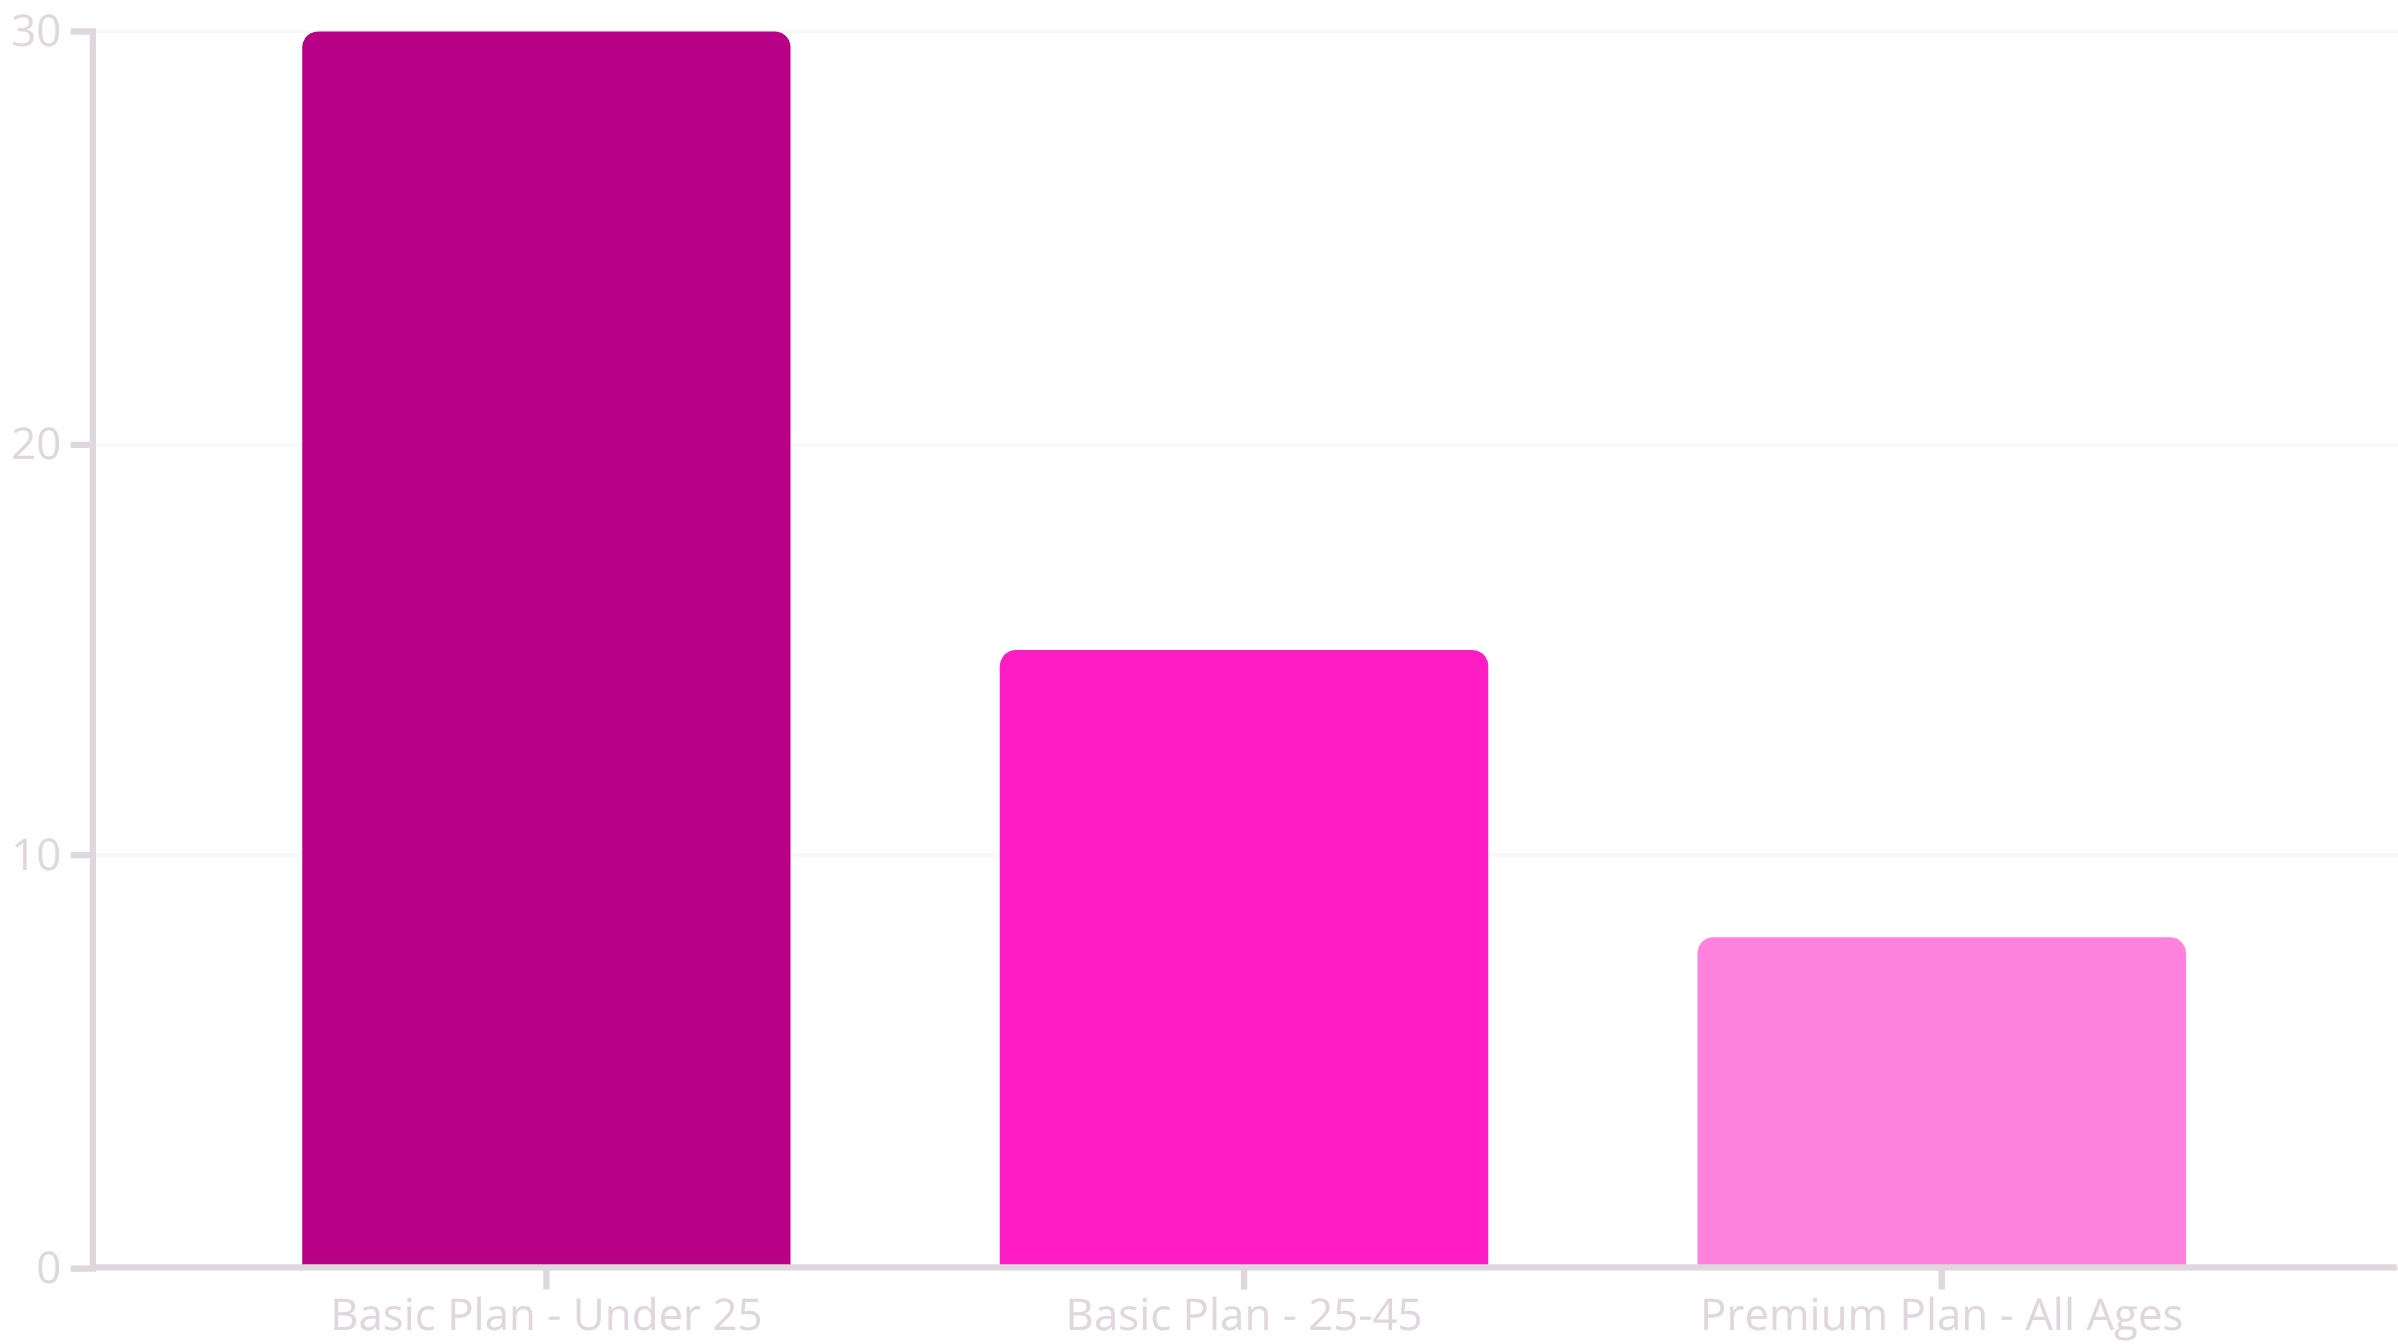 30
20
10
0
Basic Plan - Under 25
Basic Plan - 25-45
Premium Plan - All Ages